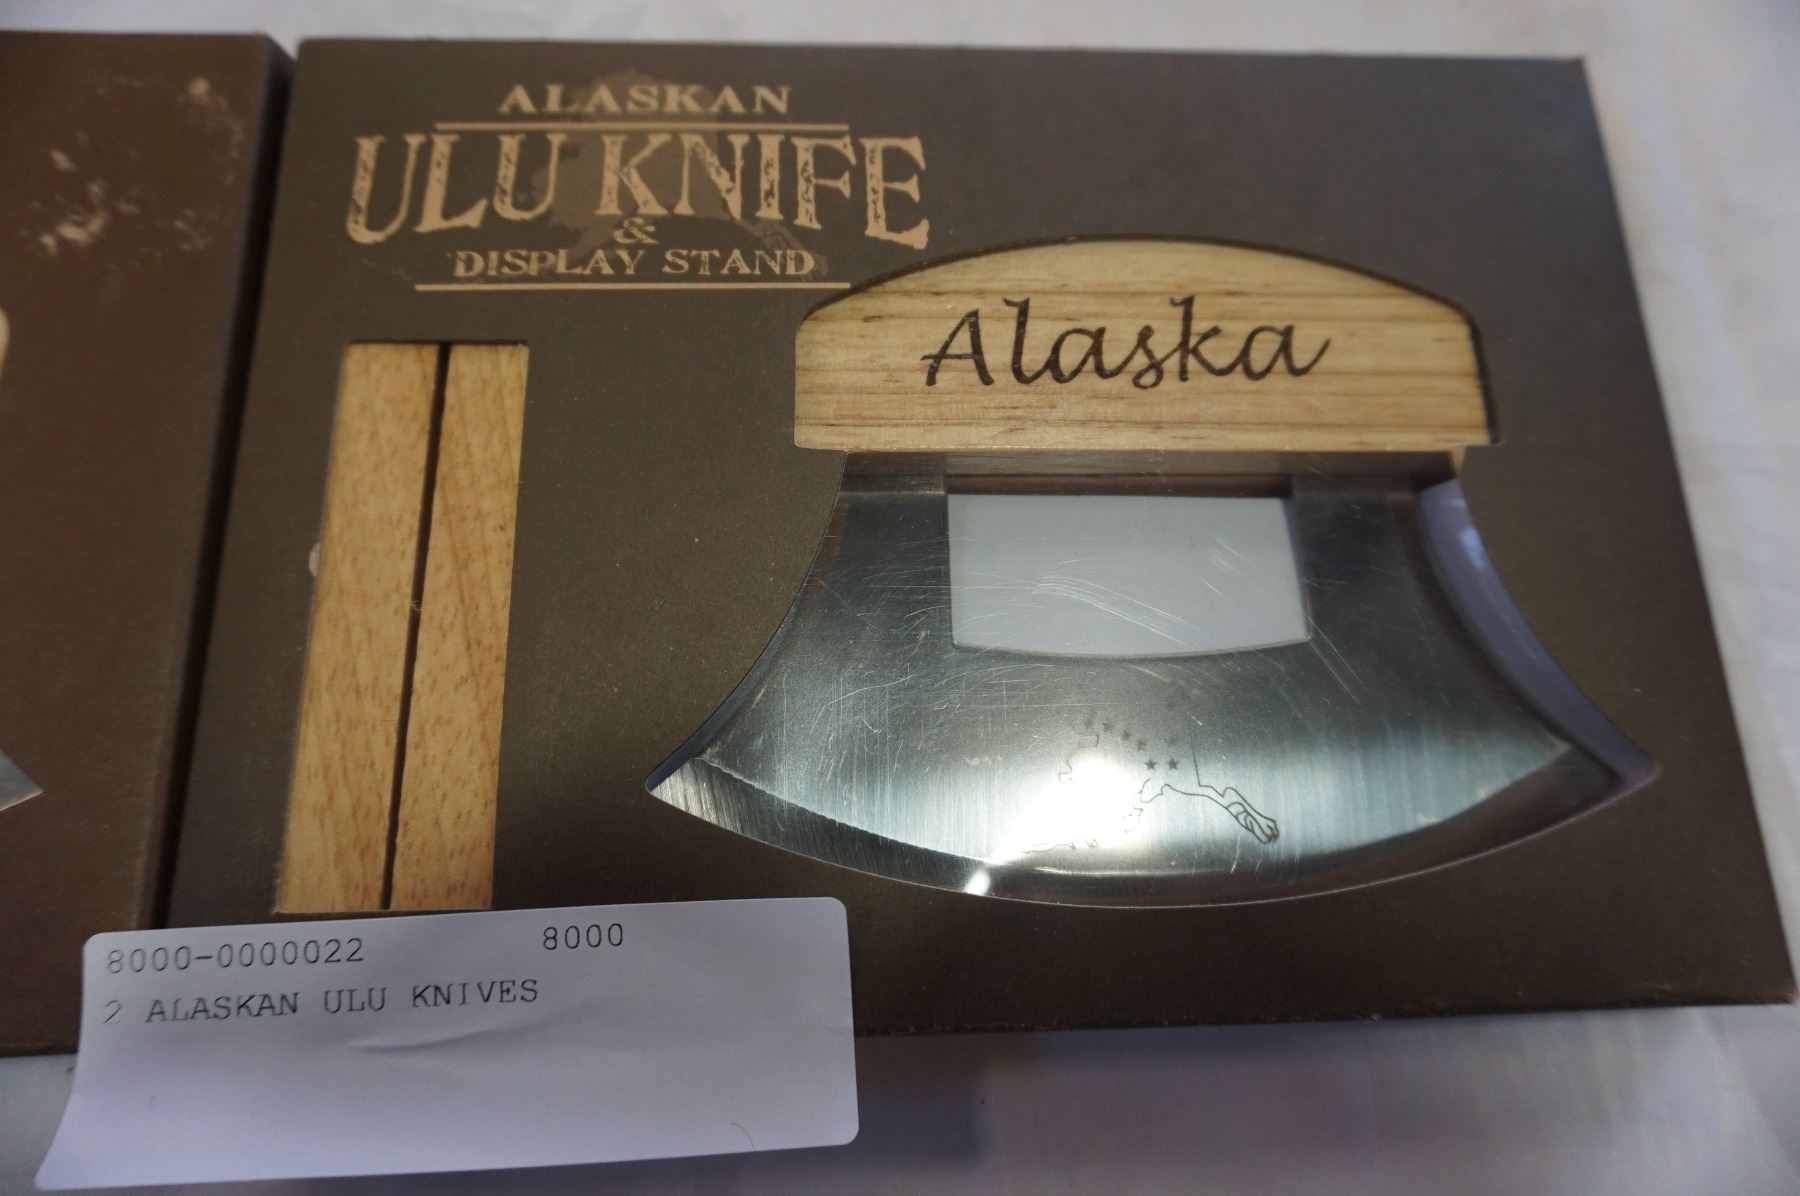 ALASKAN
ULU KNIFE
&
DISPLAY STAND
Alaska
8000-0000022 8000
2 ALASKAN ULU KNIVES